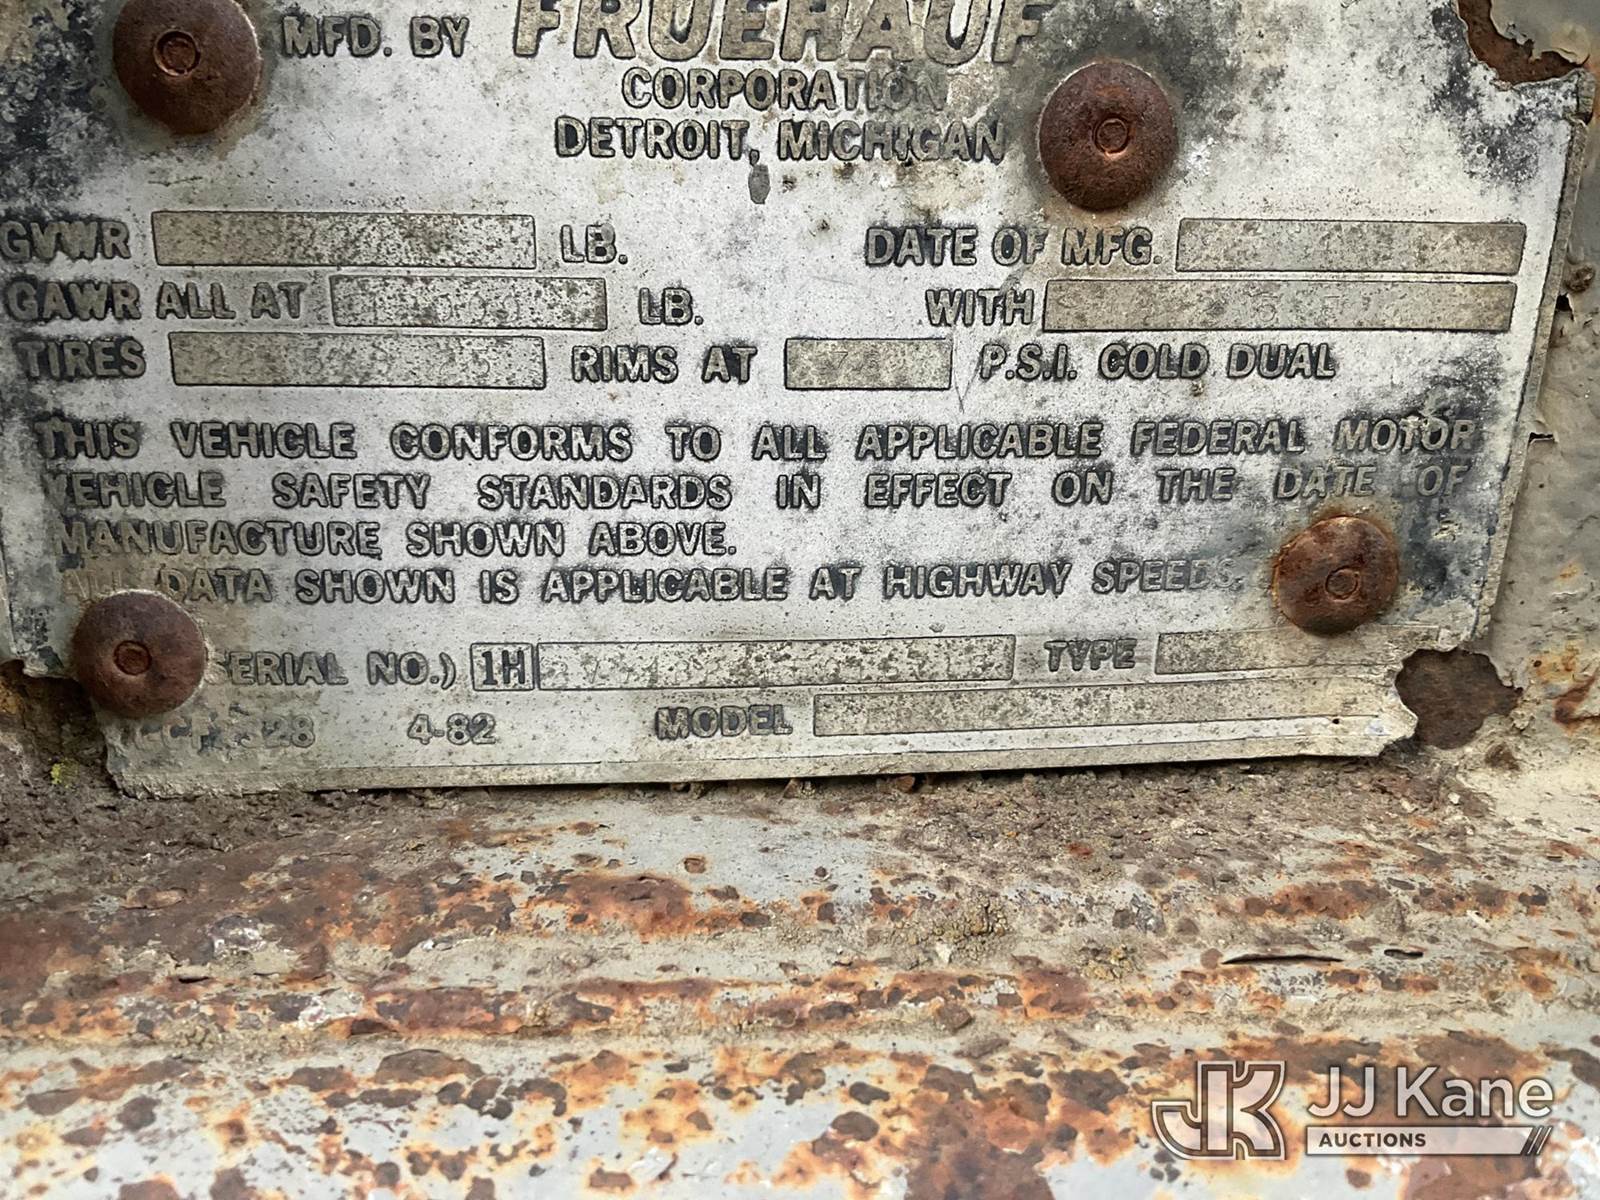 MFD. BY FRUEHAUF
CORPORATION
DETROIT, MICHIGAN
GVWR LB. DATE OF MFG.
GAWR ALL AT LB. WITH
TIRES RIMS AT P.S.I. COLD DUAL
THIS VEHICLE CONFORMS TO ALL APPLICABLE FEDERAL MOTOR
VEHICLE SAFETY STANDARDS IN EFFECT ON THE DATE OF
MANUFACTURE SHOWN ABOVE.
ALL DATA SHOWN IS APPLICABLE AT HIGHWAY SPEEDS.
SERIAL NO.) 1H TYPE
4-82 MODEL
JK JJ Kane
AUCTIONS